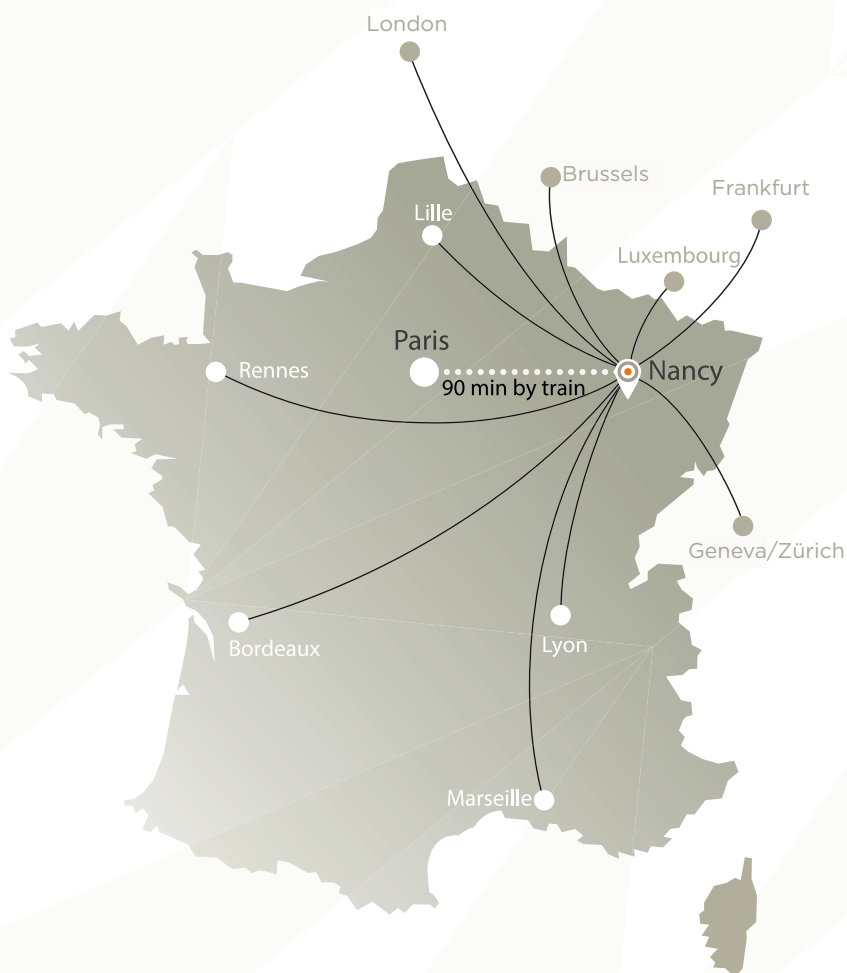 London
Brussels
Frankfurt
Lille
Luxembourg
Paris
Rennes
Nancy
90 min by train
Geneva/Zürich
Bordeaux
Lyon
Marseille